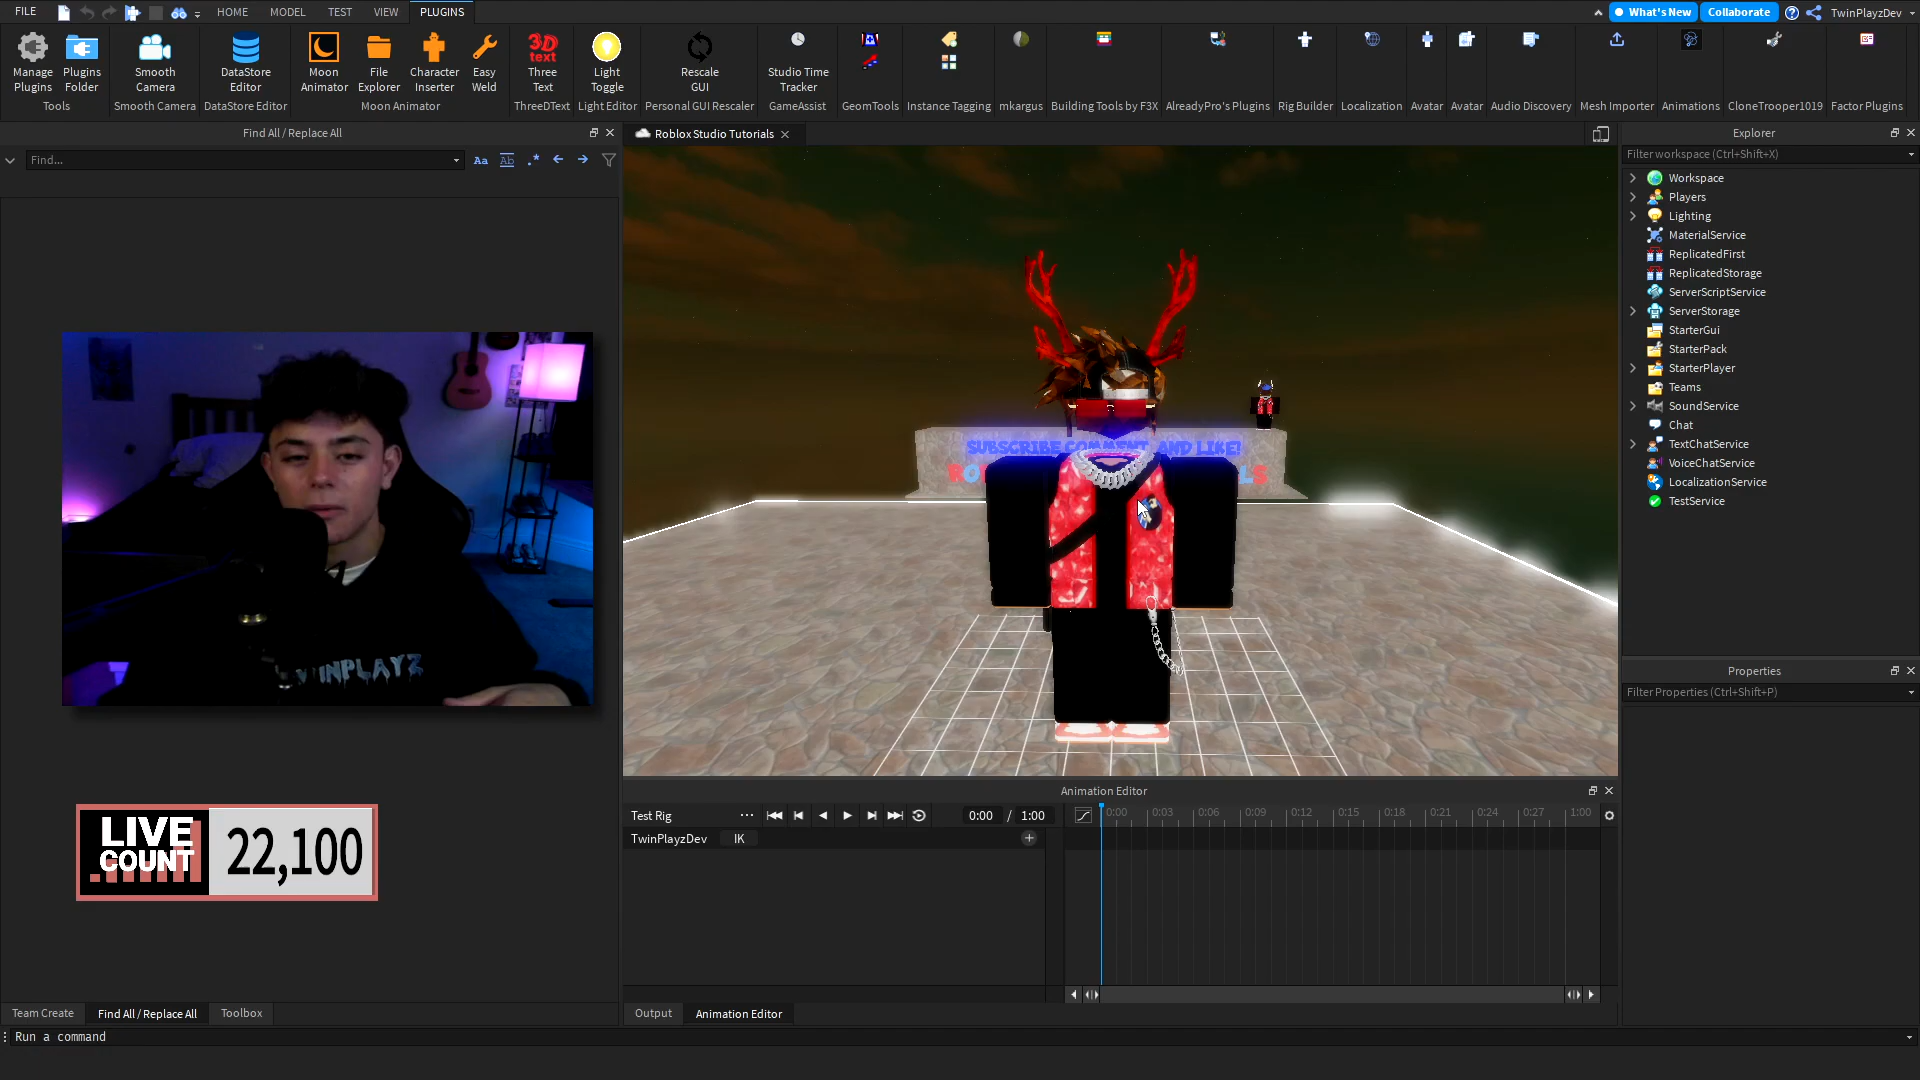 FILE HOME MODEL TEST VIEW PLUGINS What's New Collaborate TwinPlayzDev
Manage Plugins
Plugins Folder
Smooth Camera
DataStore Editor
Moon Animator
File Explorer
Character Inserter
Easy Weld
3D text
Three Text
Light Toggle
Rescale GUI
Studio Time Tracker
Tools Smooth Camera DataStore Editor Moon Animator ThreeDText Light Editor Personal GUI Rescaler GameAssist GeomTools Instance Tagging mkargus Building Tools by F3X AlreadyPro's Plugins Rig Builder Localization Avatar Avatar Audio Discovery Mesh Importer Animations CloneTrooper1019 Factor Plugins
Find All / Replace All
Find...
Aa Ab .*
LIVE
COUNT
22,100
Team Create Find All / Replace All Toolbox
Roblox Studio Tutorials
SUBSCRIBE COMMENT AND LIKE!
Animation Editor
Test Rig ... 0:00 / 1:00
0:00 0:03 0:06 0:09 0:12 0:15 0:18 0:21 0:24 0:27 1:00
TwinPlayzDev IK
Output Animation Editor
Explorer
Filter workspace (Ctrl+Shift+X)
Workspace
Players
Lighting
MaterialService
ReplicatedFirst
ReplicatedStorage
ServerScriptService
ServerStorage
StarterGui
StarterPack
StarterPlayer
Teams
SoundService
Chat
TextChatService
VoiceChatService
LocalizationService
TestService
Properties
Filter Properties (Ctrl+Shift+P)
Run a command